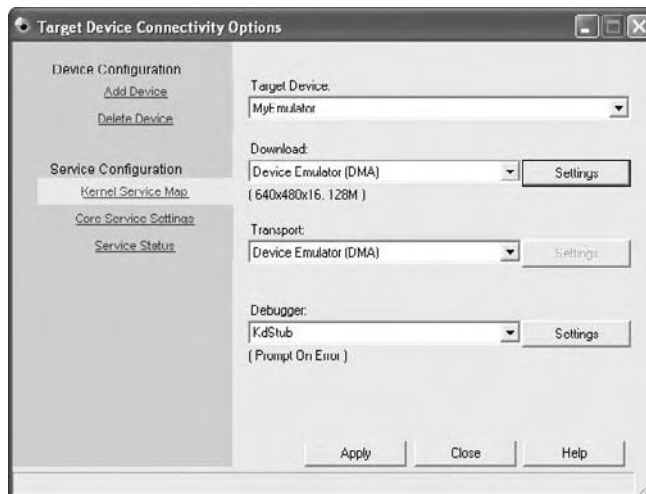 Target Device Connectivity Options
Device Configuration
Add Device
Delete Device
Service Configuration
Kernel Service Map
Core Service Settings
Service Status
Target Device:
MyEmulator
Download:
Device Emulator (DMA)
Settings
( 640x480x16, 128M )
Transport:
Device Emulator (DMA)
Settings
Debugger:
KdStub
Settings
( Prompt On Error )
Apply
Close
Help